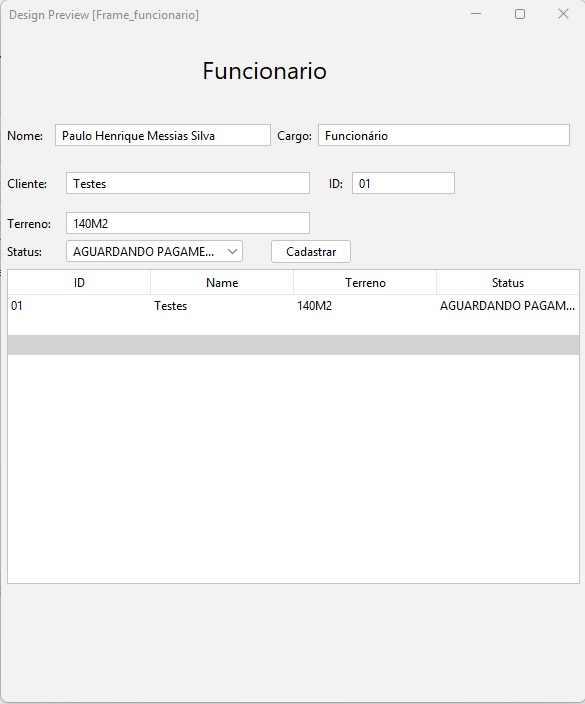 Design Preview [Frame_funcionario]
Funcionario
Nome: Paulo Henrique Messias Silva Cargo: Funcionário
Cliente: Testes ID: 01
Terreno: 140M2
Status: AGUARDANDO PAGAME... Cadastrar
ID Name Terreno Status
01 Testes 140M2 AGUARDANDO PAGAM...